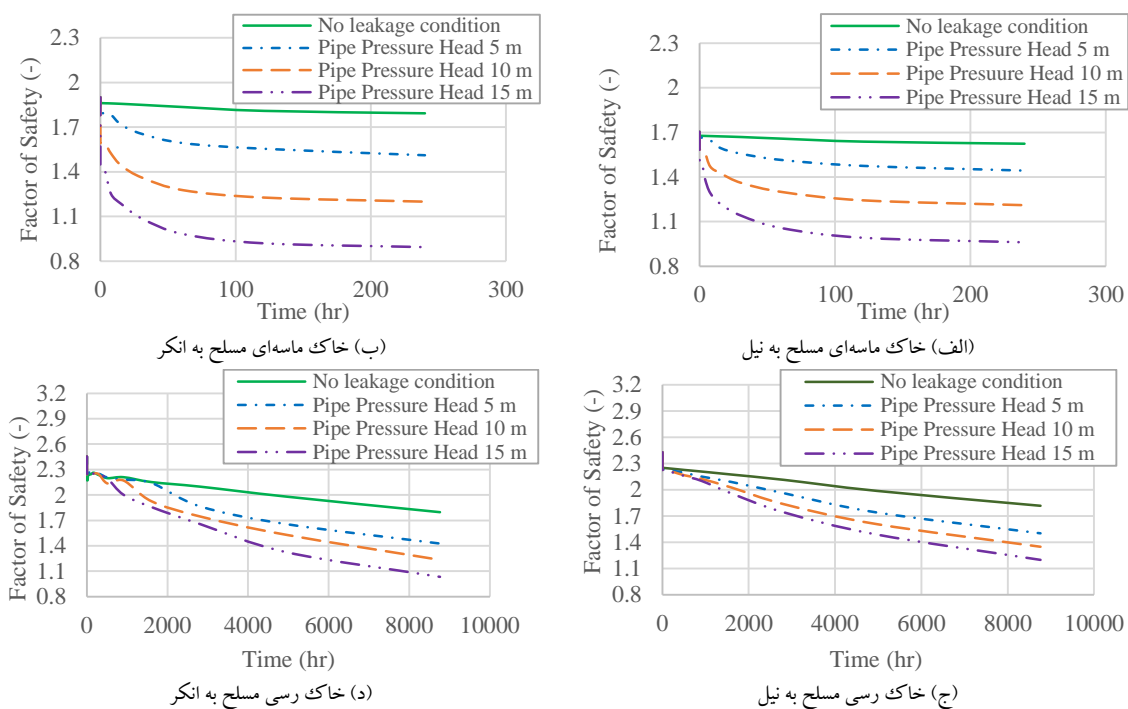 No leakage condition
Pipe Pressure Head 5 m
Pipe Pressure Head 10 m
Pipe Pressure Head 15 m
Factor of Safety (-)
2.3
2
1.7
1.4
1.1
0.8
0 100 200 300
Time (hr)
(ب) خاک ماسه‌ای مسلح به انکر
No leakage condition
Pipe Pressure Head 5 m
Pipe Presuure Head 10 m
Pipe Pressure Head 15 m
Factor of Safety (-)
2.3
2
1.7
1.4
1.1
0.8
0 100 200 300
Time (hr)
(الف) خاک ماسه‌ای مسلح به نیل
No leakage condition
Pipe Pressure Head 5 m
Pipe Pressure Head 10 m
Pipe Pressure Head 15 m
Factor of Safety (-)
3.2
2.9
2.6
2.3
2
1.7
1.4
1.1
0.8
0 2000 4000 6000 8000 10000
Time (hr)
(د) خاک رسی مسلح به انکر
No leakage condition
Pipe Pressure Head 5 m
Pipe Pressure Head 10 m
Pipe Pressure Head 15 m
Factor of Safety (-)
3.2
2.9
2.6
2.3
2
1.7
1.4
1.1
0.8
0 2000 4000 6000 8000 10000
Time (hr)
(ج) خاک رسی مسلح به نیل